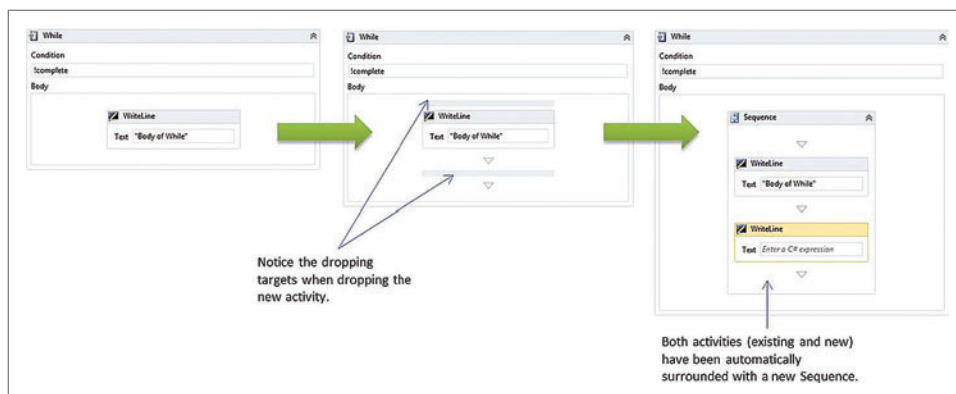 While
Condition
!complete
Body
WriteLine
Text "Body of While"
While
Condition
!complete
Body
WriteLine
Text "Body of While"
Notice the dropping
targets when dropping the
new activity.
While
Condition
!complete
Body
Sequence
WriteLine
Text "Body of While"
WriteLine
Text Enter a C# expression
Both activities (existing and new)
have been automatically
surrounded with a new Sequence.